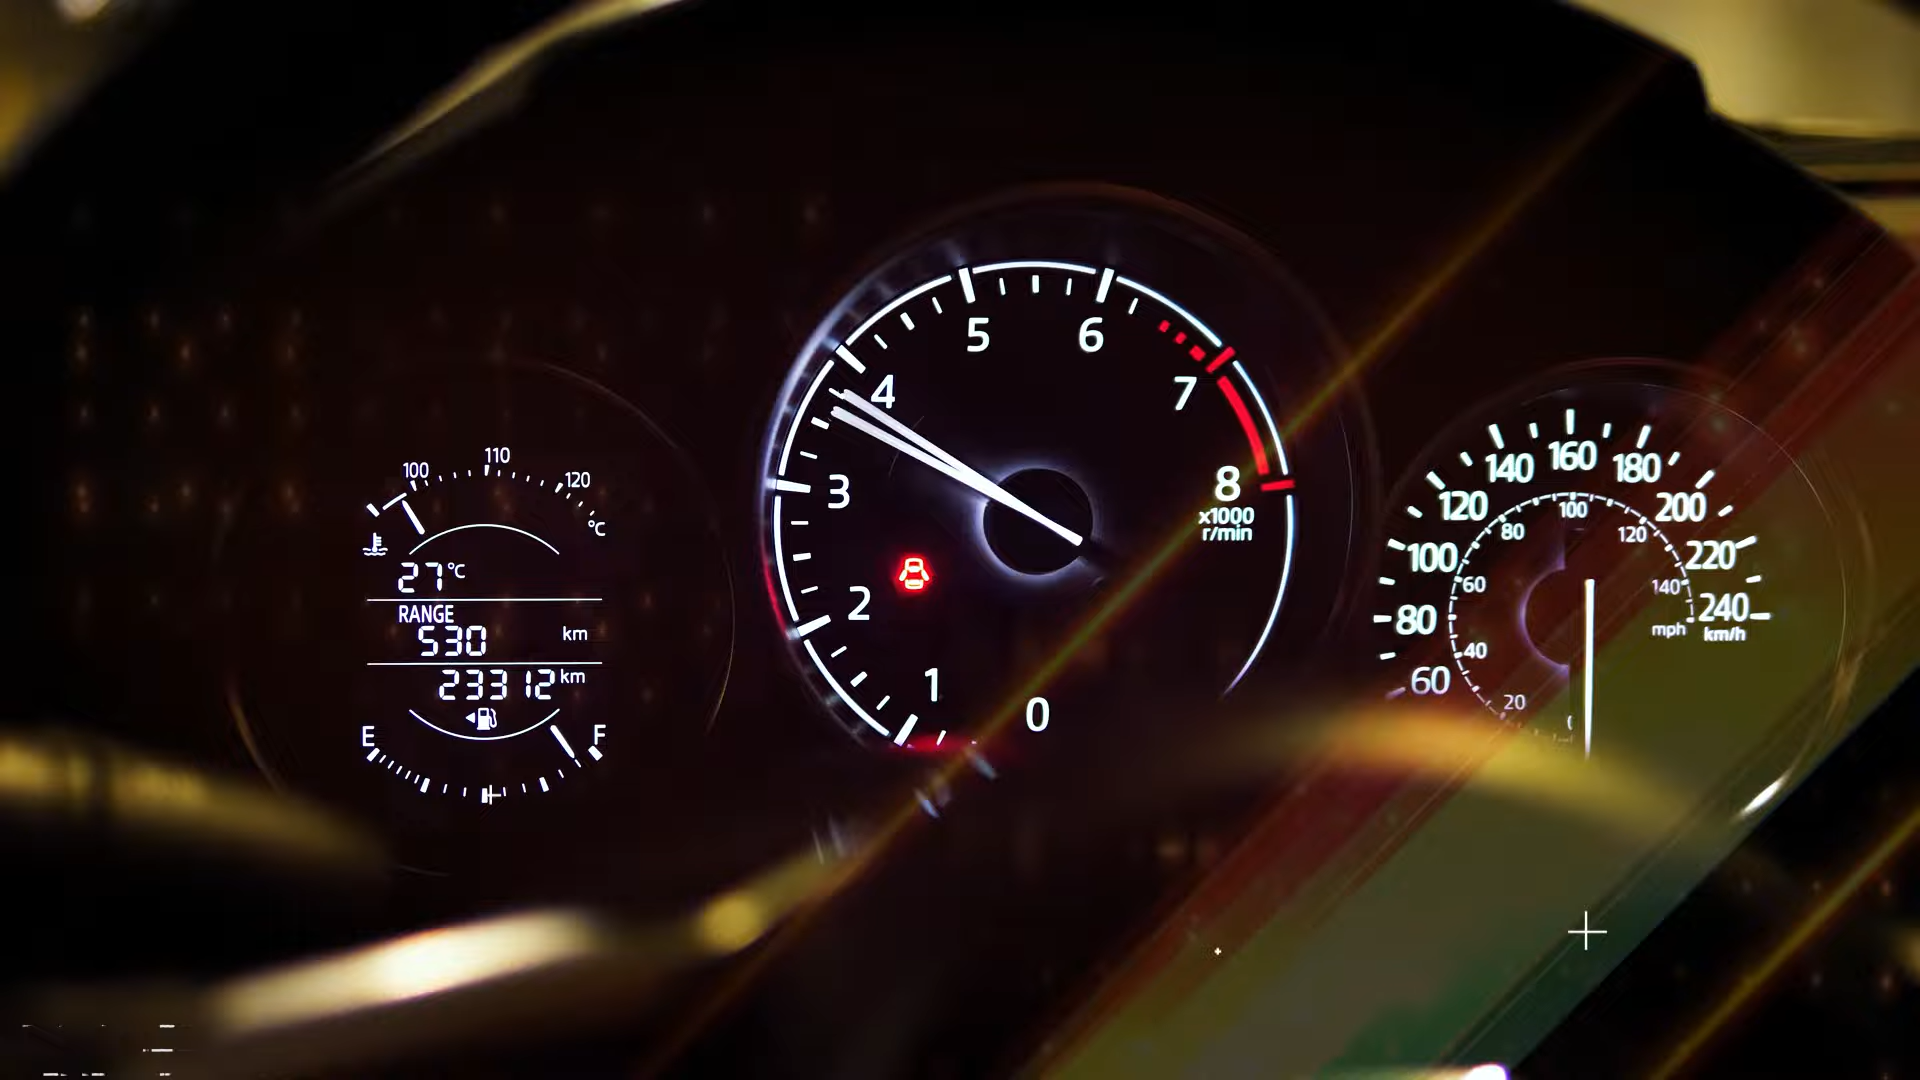 100 110 120
°C
27 °C
RANGE
530 km
23312 km
E F
0 1 2 3 4 5 6 7 8
x1000
r/min
60 80 100 120 140 160 180 200 220 240
km/h
20 40 60 80 100 120 140
mph